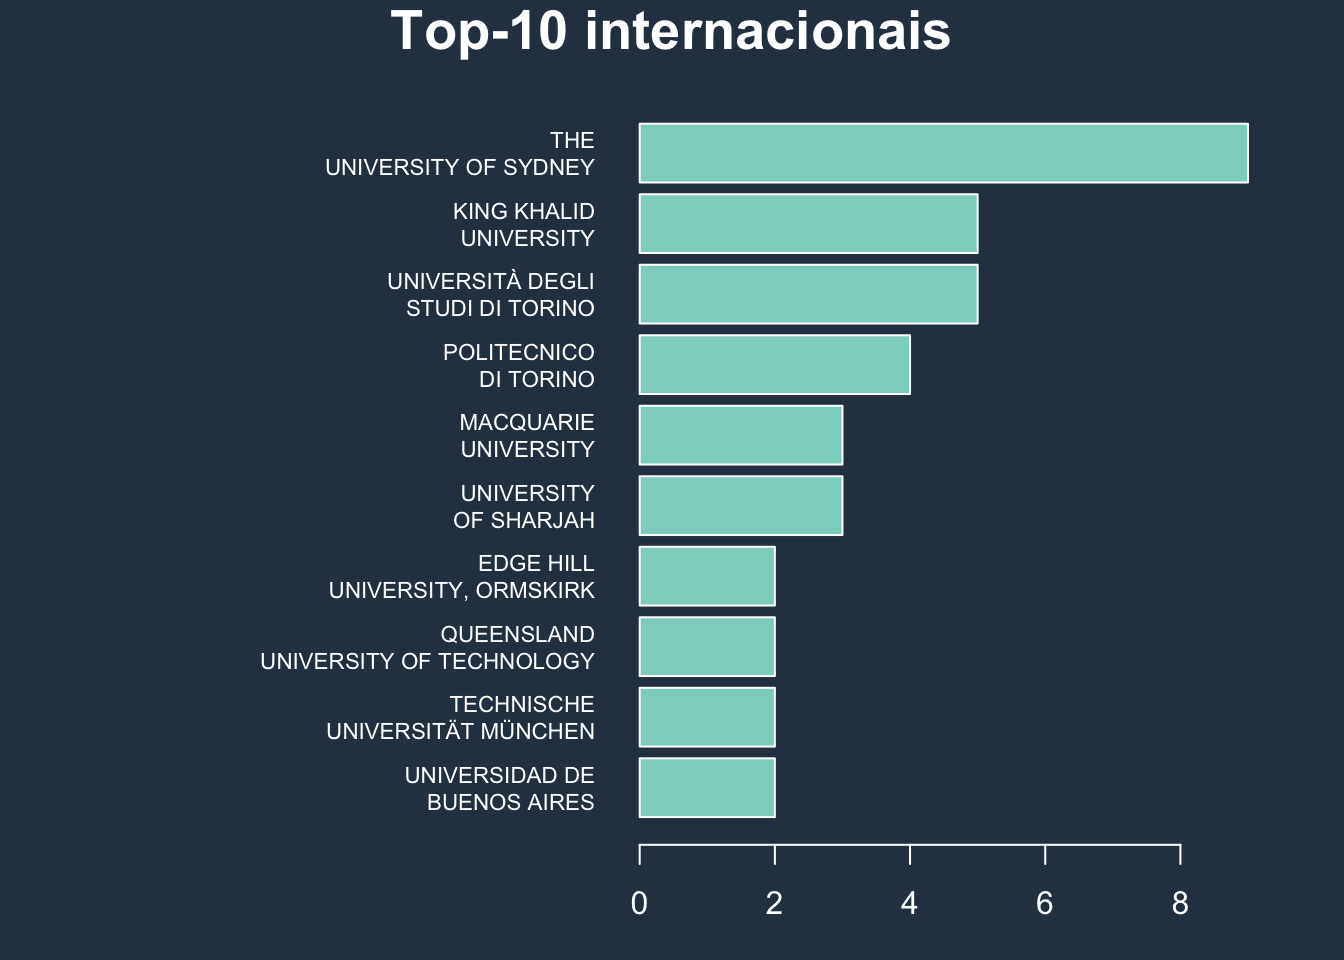 Top-10 internacionais
THE
UNIVERSITY OF SYDNEY
KING KHALID
UNIVERSITY
UNIVERSITÀ DEGLI
STUDI DI TORINO
POLITECNICO
DI TORINO
MACQUARIE
UNIVERSITY
UNIVERSITY
OF SHARJAH
EDGE HILL
UNIVERSITY, ORMSKIRK
QUEENSLAND
UNIVERSITY OF TECHNOLOGY
TECHNISCHE
UNIVERSITÄT MÜNCHEN
UNIVERSIDAD DE
BUENOS AIRES
0 2 4 6 8